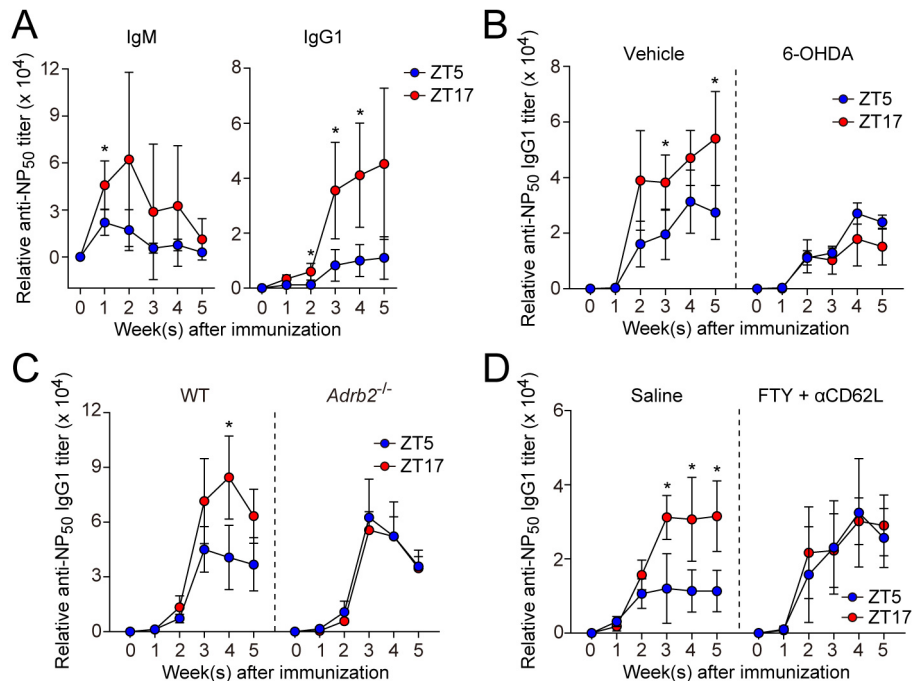 A
IgM
IgG1
Relative anti-NP50 titer (x 10^4)
12
9
6
3
0
8
6
4
2
0
*
*
*
*
ZT5
ZT17
0 1 2 3 4 5
0 1 2 3 4 5
Week(s) after immunization
B
Vehicle
6-OHDA
Relative anti-NP50 IgG1 titer (x 10^4)
8
6
4
2
0
*
*
ZT5
ZT17
0 1 2 3 4 5
0 1 2 3 4 5
Week(s) after immunization
C
WT
Adrb2-/-
Relative anti-NP50 IgG1 titer (x 10^4)
12
9
6
3
0
*
ZT5
ZT17
0 1 2 3 4 5
0 1 2 3 4 5
Week(s) after immunization
D
Saline
FTY + αCD62L
Relative anti-NP50 IgG1 titer (x 10^4)
6
4
2
0
* * *
ZT5
ZT17
0 1 2 3 4 5
0 1 2 3 4 5
Week(s) after immunization